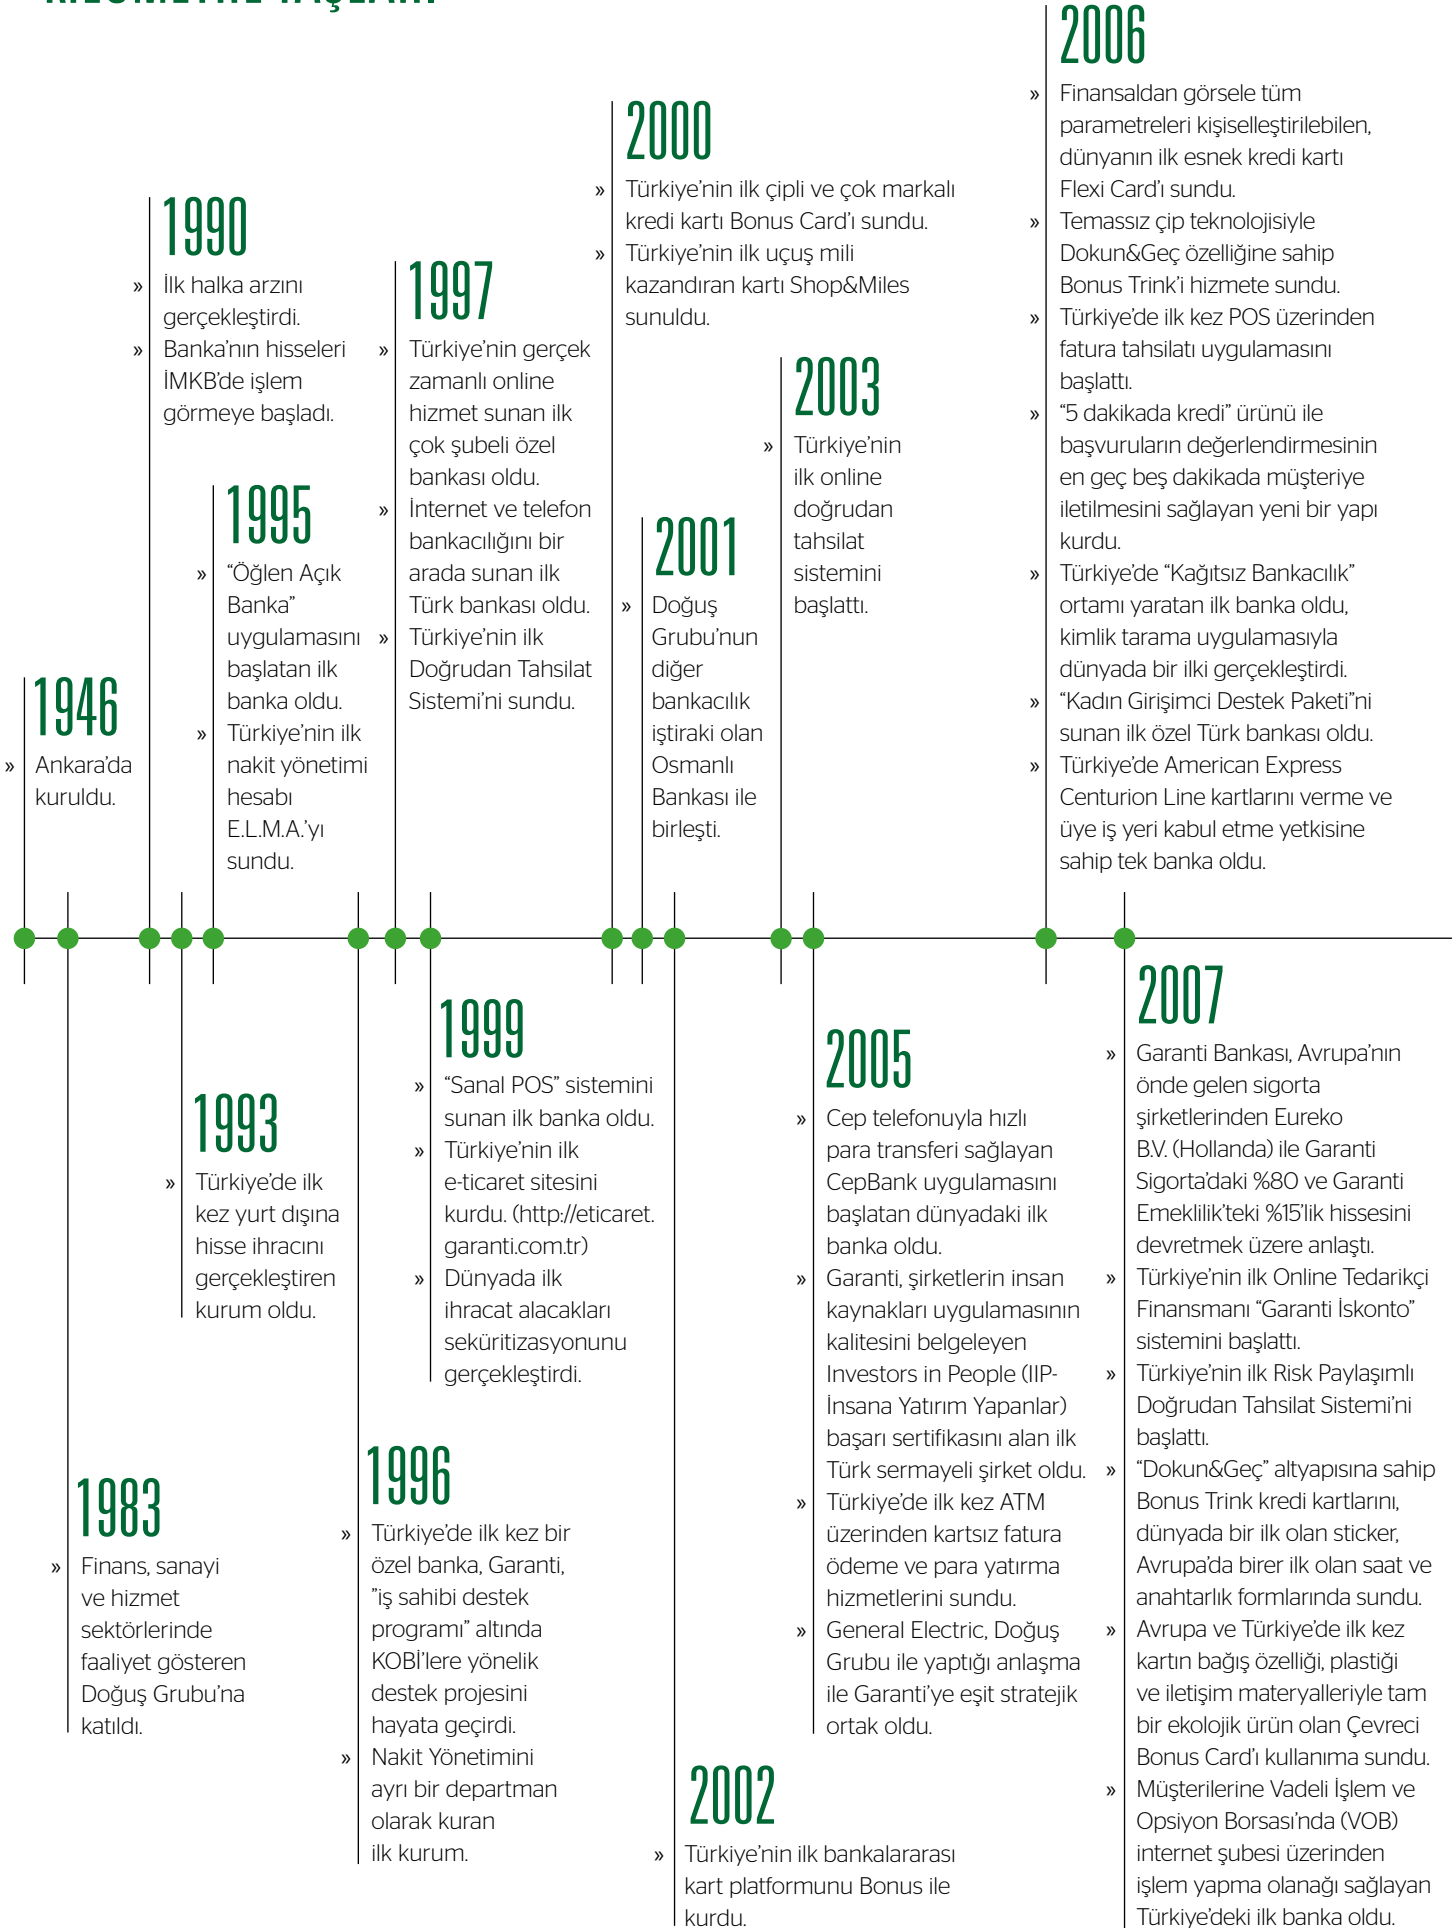 KİLOMETRE TAŞLARI
1946
» Ankara’da
kuruldu.
1983
» Finans, sanayi
ve hizmet
sektörlerinde
faaliyet gösteren
Doğuş Grubu’na
katıldı.
1990
» İlk halka arzını
gerçekleştirdi.
» Banka’nın hisseleri
İMKB’de işlem
görmeye başladı.
1993
» Türkiye’de ilk
kez yurt dışına
hisse ihracını
gerçekleştiren
kurum oldu.
1995
» “Öğlen Açık
Banka”
uygulamasını
başlatan ilk
banka oldu.
» Türkiye’nin ilk
nakit yönetimi
hesabı
E.L.M.A.’yı
sundu.
1996
» Türkiye’de ilk kez bir
özel banka, Garanti,
”iş sahibi destek
programı” altında
KOBİ’lere yönelik
destek projesini
hayata geçirdi.
» Nakit Yönetimini
ayrı bir departman
olarak kuran
ilk kurum.
1997
» Türkiye’nin gerçek
zamanlı online
hizmet sunan ilk
çok şubeli özel
bankası oldu.
» İnternet ve telefon
bankacılığını bir
arada sunan ilk
Türk bankası oldu.
» Türkiye’nin ilk
Doğrudan Tahsilat
Sistemi’ni sundu.
1999
» “Sanal POS” sistemini
sunan ilk banka oldu.
» Türkiye’nin ilk
e-ticaret sitesini
kurdu. (http://eticaret.
garanti.com.tr)
» Dünyada ilk
ihracat alacakları
seküritizasyonunu
gerçekleştirdi.
2000
» Türkiye’nin ilk çipli ve çok markalı
kredi kartı Bonus Card’ı sundu.
» Türkiye’nin ilk uçuş mili
kazandıran kartı Shop&Miles
sunuldu.
2001
» Doğuş
Grubu’nun
diğer
bankacılık
iştiraki olan
Osmanlı
Bankası ile
birleşti.
2002
» Türkiye’nin ilk bankalararası
kart platformunu Bonus ile
kurdu.
2003
» Türkiye’nin
ilk online
doğrudan
tahsilat
sistemini
başlattı.
2005
» Cep telefonuyla hızlı
para transferi sağlayan
CepBank uygulamasını
başlatan dünyadaki ilk
banka oldu.
» Garanti, şirketlerin insan
kaynakları uygulamasının
kalitesini belgeleyen
Investors in People (IIP-
İnsana Yatırım Yapanlar)
başarı sertifikasını alan ilk
Türk sermayeli şirket oldu.
» Türkiye’de ilk kez ATM
üzerinden kartsız fatura
ödeme ve para yatırma
hizmetlerini sundu.
» General Electric, Doğuş
Grubu ile yaptığı anlaşma
ile Garanti’ye eşit stratejik
ortak oldu.
2006
» Finansaldan görsele tüm
parametreleri kişiselleştirilebilen,
dünyanın ilk esnek kredi kartı
Flexi Card’ı sundu.
» Temassız çip teknolojisiyle
Dokun&Geç özelliğine sahip
Bonus Trink’i hizmete sundu.
» Türkiye’de ilk kez POS üzerinden
fatura tahsilatı uygulamasını
başlattı.
» “5 dakikada kredi” ürünü ile
başvuruların değerlendirmesinin
en geç beş dakikada müşteriye
iletilmesini sağlayan yeni bir yapı
kurdu.
» Türkiye’de “Kağıtsız Bankacılık”
ortamı yaratan ilk banka oldu,
kimlik tarama uygulamasıyla
dünyada bir ilki gerçekleştirdi.
» “Kadın Girişimci Destek Paketi”ni
sunan ilk özel Türk bankası oldu.
» Türkiye’de American Express
Centurion Line kartlarını verme ve
üye iş yeri kabul etme yetkisine
sahip tek banka oldu.
2007
» Garanti Bankası, Avrupa’nın
önde gelen sigorta
şirketlerinden Eureko
B.V. (Hollanda) ile Garanti
Sigorta’daki %80 ve Garanti
Emeklilik’teki %15’lik hissesini
devretmek üzere anlaştı.
» Türkiye’nin ilk Online Tedarikçi
Finansmanı “Garanti İskonto”
sistemini başlattı.
» Türkiye’nin ilk Risk Paylaşımlı
Doğrudan Tahsilat Sistemi’ni
başlattı.
» “Dokun&Geç” altyapısına sahip
Bonus Trink kredi kartlarını,
dünyada bir ilk olan sticker,
Avrupa’da birer ilk olan saat ve
anahtarlık formlarında sundu.
» Avrupa ve Türkiye’de ilk kez
kartın bağış özelliği, plastiği
ve iletişim materyalleriyle tam
bir ekolojik ürün olan Çevreci
Bonus Card’ı kullanıma sundu.
» Müşterilerine Vadeli İşlem ve
Opsiyon Borsası’nda (VOB)
internet şubesi üzerinden
işlem yapma olanağı sağlayan
Türkiye’deki ilk banka oldu.